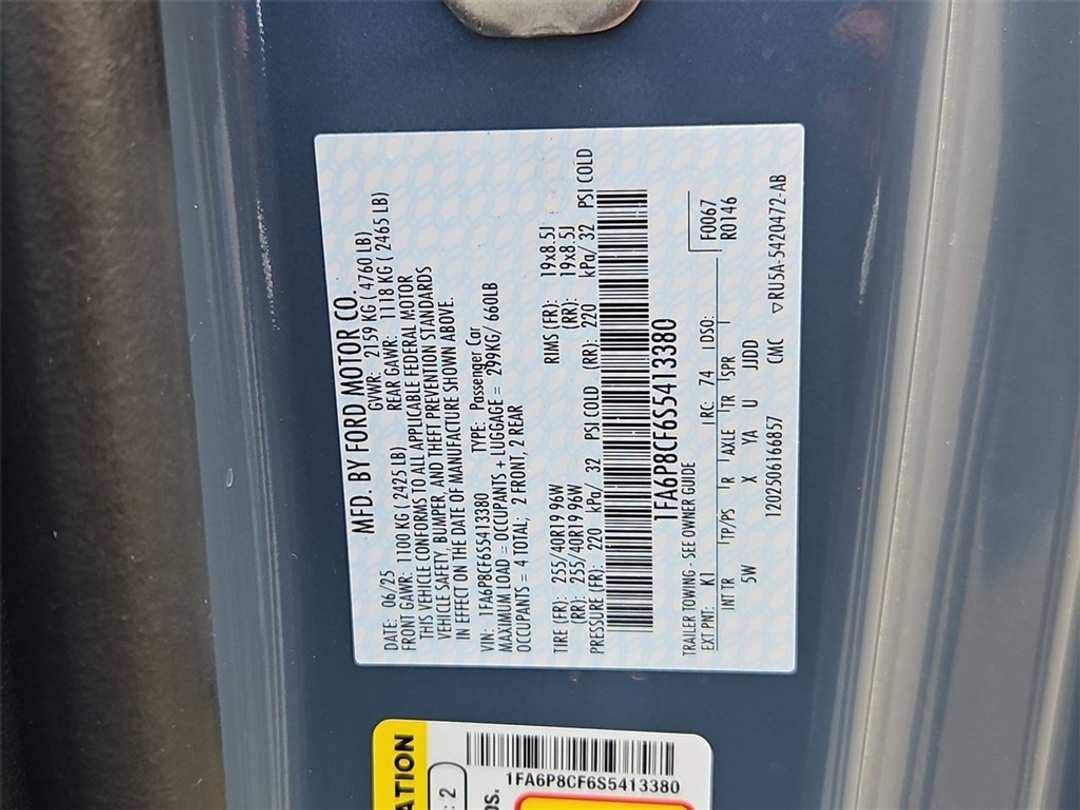 MFD. BY FORD MOTOR CO.
DATE: 06/25 GVWR: 2159 KG ( 4760 LB)
FRONT GAWR: 1100 KG ( 2425 LB) REAR GAWR: 1118 KG ( 2465 LB)
THIS VEHICLE CONFORMS TO ALL APPLICABLE FEDERAL MOTOR
VEHICLE SAFETY, BUMPER, AND THEFT PREVENTION STANDARDS
IN EFFECT ON THE DATE OF MANUFACTURE SHOWN ABOVE.
VIN: 1FA6P8CF6S5413380 TYPE: Passenger Car
MAXIMUM LOAD = OCCUPANTS + LUGGAGE = 299KG/ 660LB
OCCUPANTS = 4 TOTAL; 2 FRONT, 2 REAR
TIRE (FR): 255/40R19 96W RIMS (FR): 19x8.5J
(RR): 255/40R19 96W (RR): 19x8.5J
PRESSURE (FR): 220 kPa/ 32 PSI COLD (RR): 220 kPa/ 32 PSI COLD
1FA6P8CF6S5413380
TRAILER TOWING - SEE OWNER GUIDE
F0067
R0146
EXT PNT: K1 RC: 74 DSO:
INT TR TP/PS R AXLE TR SPR
5W X YA U JJDD
120250616685​7 CMC ▽RU5A-5420472-AB
ATION
: 2
OS.
1FA6P8CF6S5413380